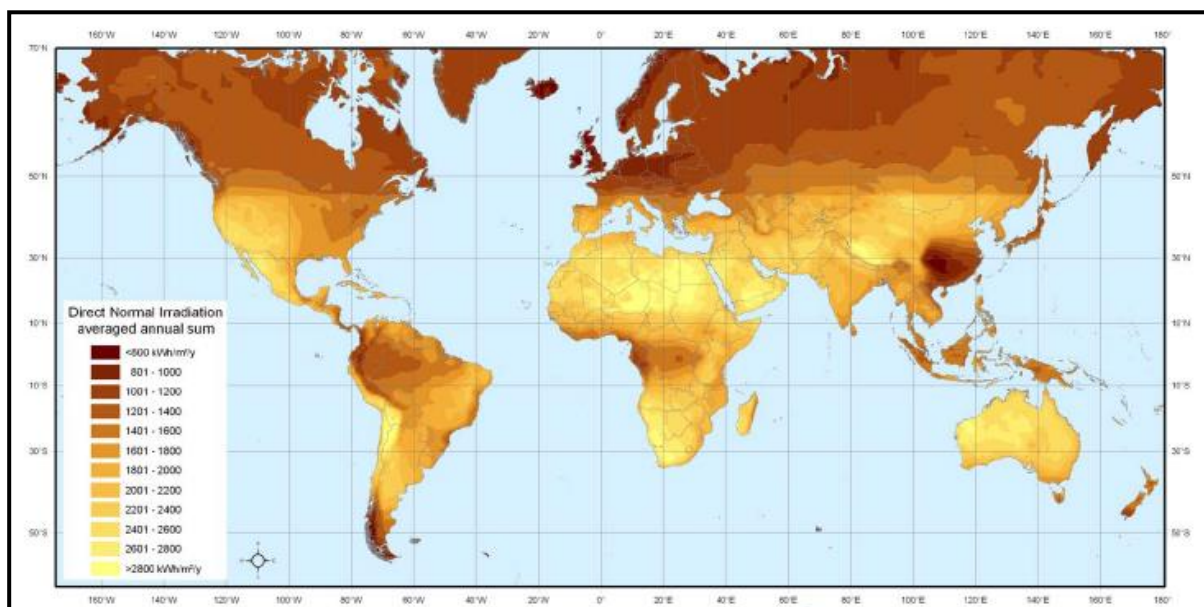 160°W 140°W 120°W 100°W 80°W 60°W 40°W 20°W 0° 20°E 40°E 60°E 80°E 100°E 120°E 140°E 160°E 180°
70°N
50°N 50°N
30°N 30°N
10°N 10°N
10°S 10°S
30°S 30°S
50°S 50°S
Direct Normal Irradiation
averaged annual sum
<800 kWh/m²/y
801 - 1000
1001 - 1200
1201 - 1400
1401 - 1600
1601 - 1800
1801 - 2000
2001 - 2200
2201 - 2400
2401 - 2600
2601 - 2800
>2800 kWh/m²/y
160°W 140°W 120°W 100°W 80°W 60°W 40°W 20°W 0° 20°E 40°E 60°E 80°E 100°E 120°E 140°E 160°E 180°